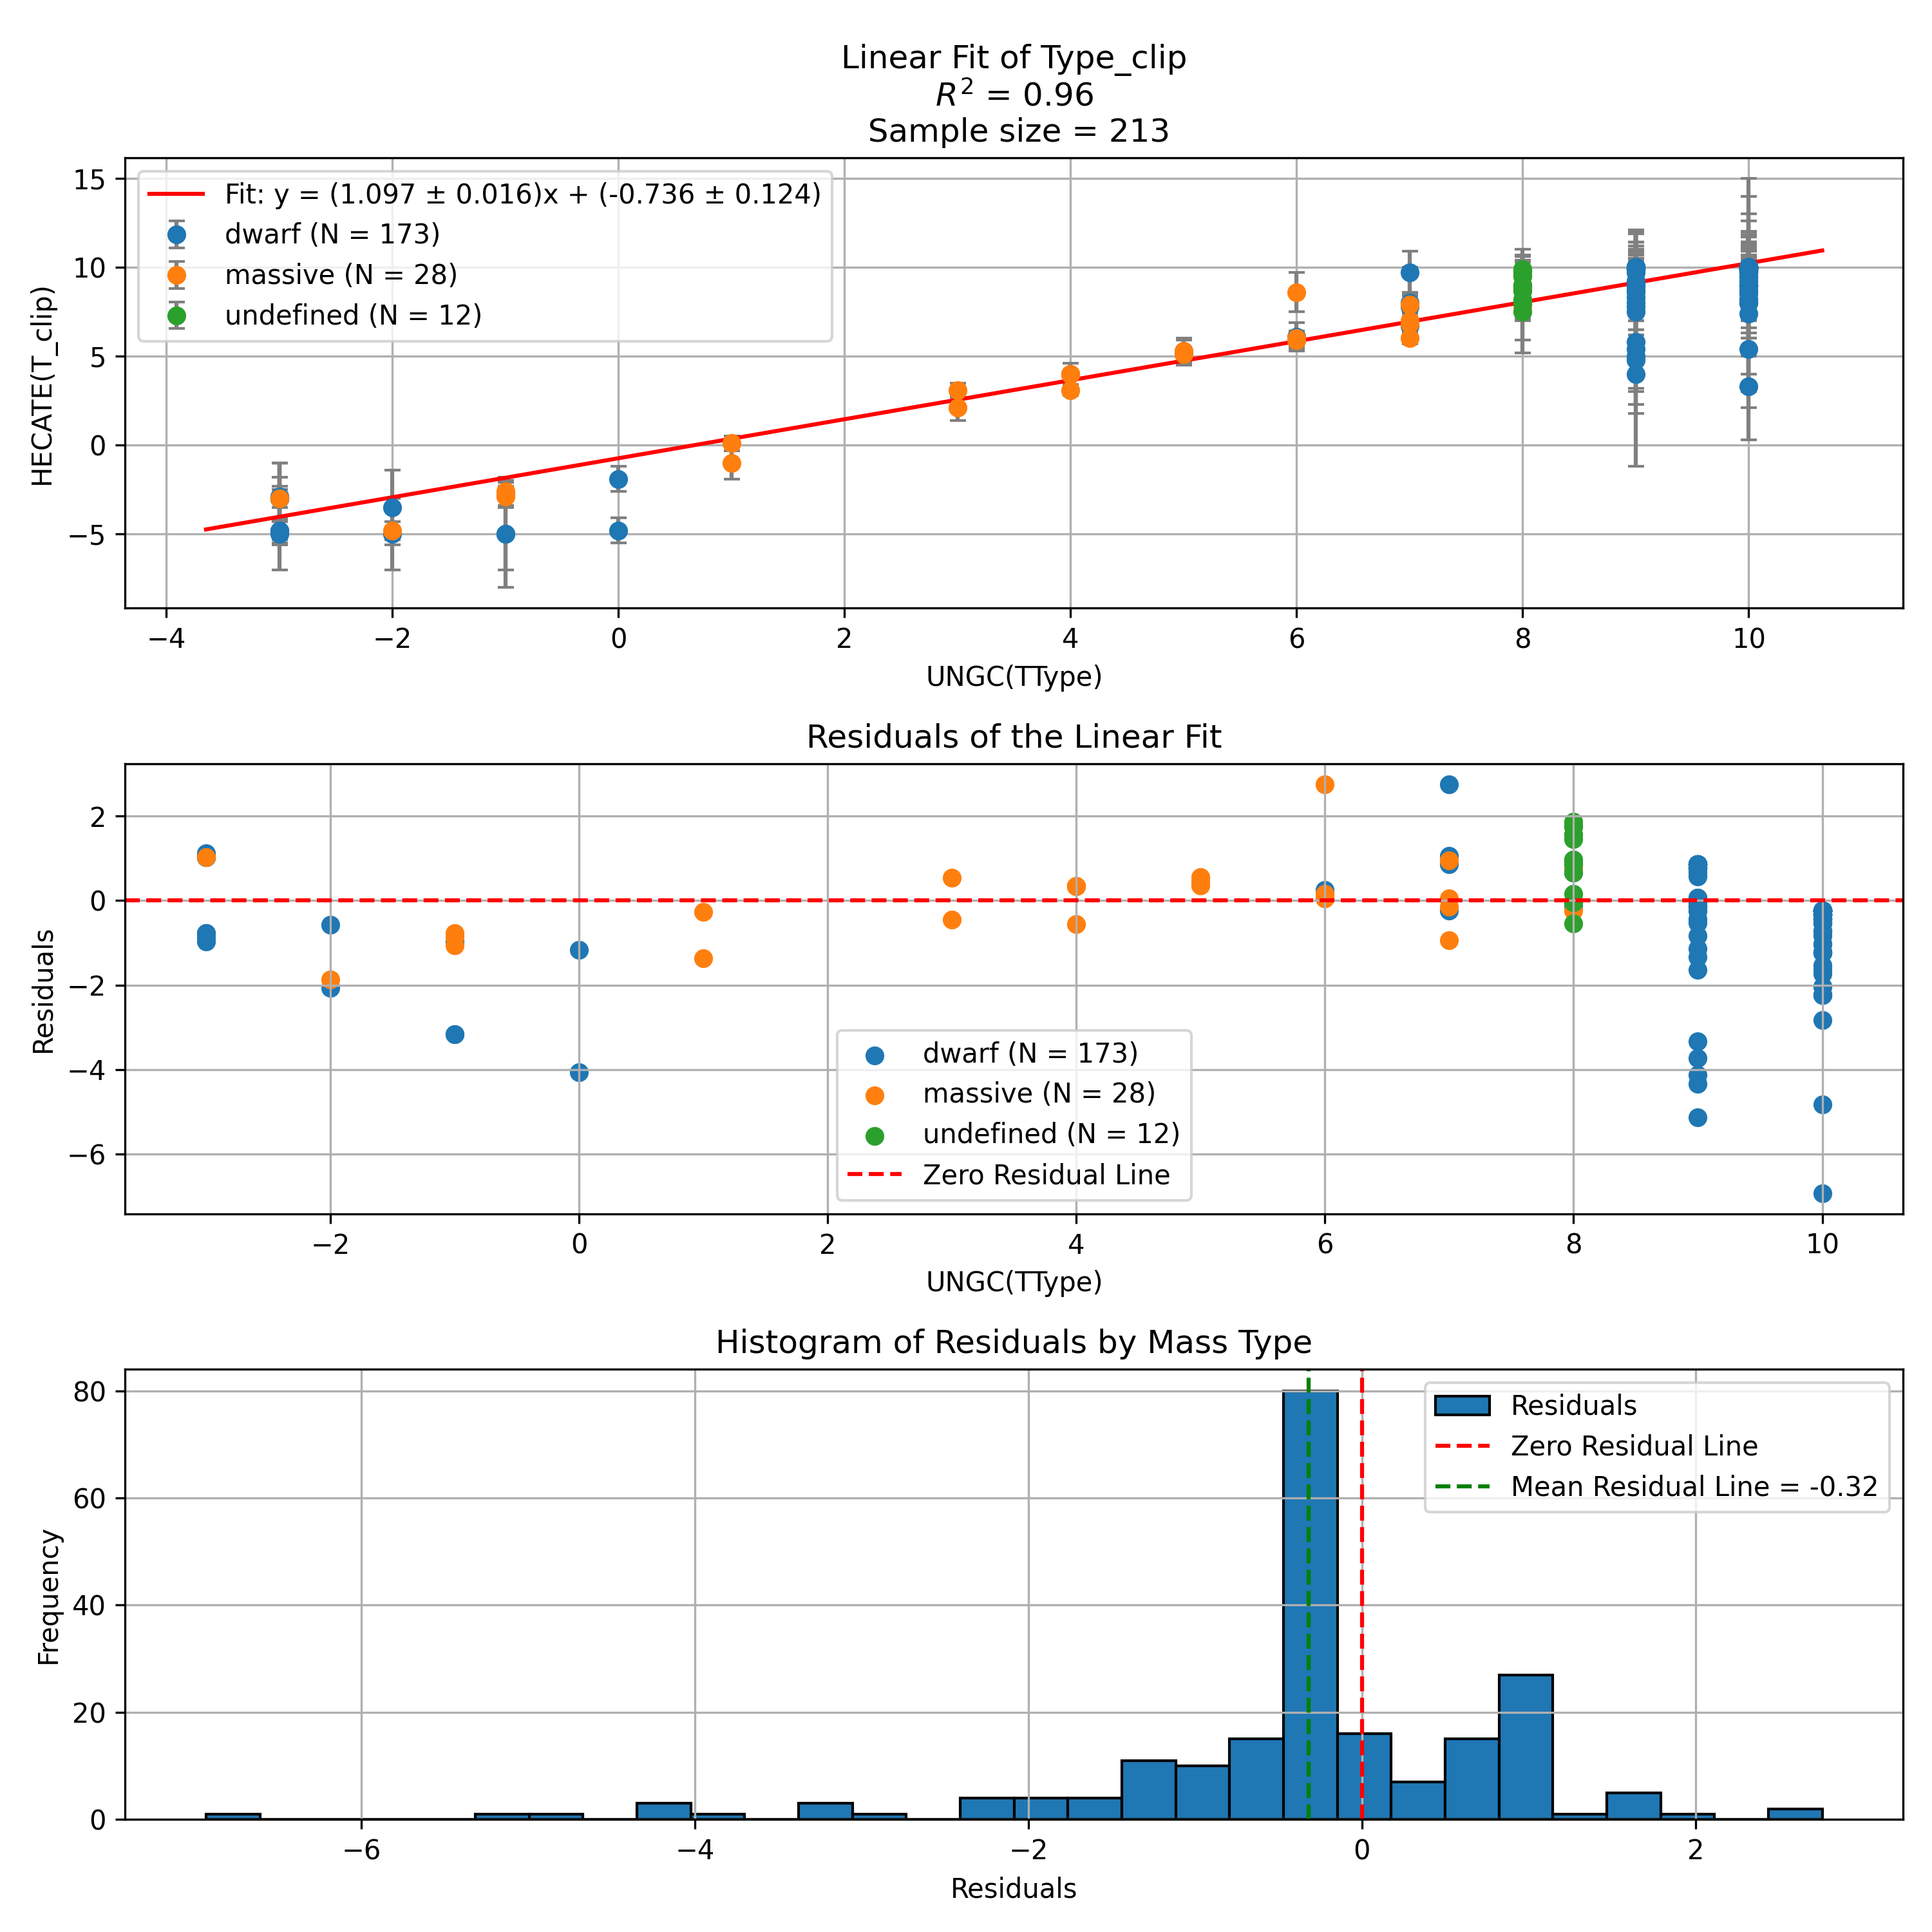 Linear Fit of Type_clip
R² = 0.96
Sample size = 213
15
10
5
0
−5
HECATE(T_clip)
Fit: y = (1.097 ± 0.016)x + (-0.736 ± 0.124)
dwarf (N = 173)
massive (N = 28)
undefined (N = 12)
−4 −2 0 2 4 6 8 10
UNGC(TType)
Residuals of the Linear Fit
2
0
−2
−4
−6
Residuals
dwarf (N = 173)
massive (N = 28)
undefined (N = 12)
Zero Residual Line
−2 0 2 4 6 8 10
UNGC(TType)
Histogram of Residuals by Mass Type
80
60
40
20
0
Frequency
Residuals
Zero Residual Line
Mean Residual Line = -0.32
−6 −4 −2 0 2
Residuals